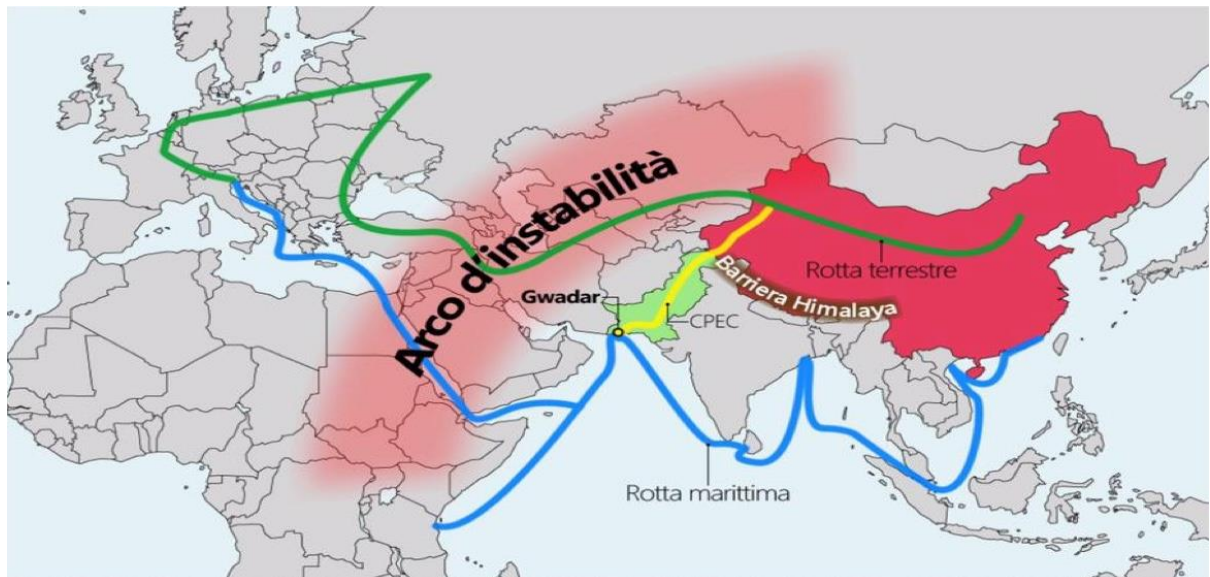 Arco d'instabilità
Gwadar
CPEC
Barriera Himalaya
Rotta terrestre
Rotta marittima